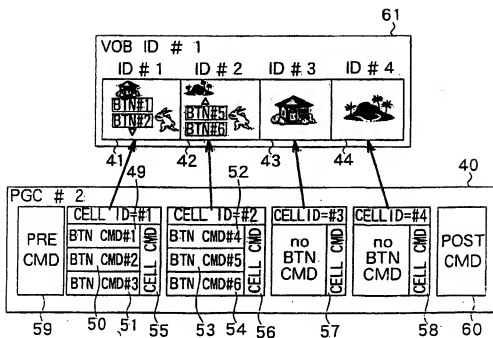 61
VOB ID # 1
ID # 1 ID # 2 ID # 3 ID # 4
BTN#1
BTN#2
BTN#5
BTN#6
41 42 43 44
49 52 40
PGC # 2
PRE CMD
CELL ID=#1
BTN CMD#1
BTN CMD#2
BTN CMD#3
CELL CMD
CELL ID=#2
BTN CMD#4
BTN CMD#5
BTN CMD#6
CELL CMD
CELL ID=#3
no BTN CMD
CELL CMD
CELL ID=#4
no BTN CMD
CELL CMD
POST CMD
59 50 51 55 53 54 56 57 58 60